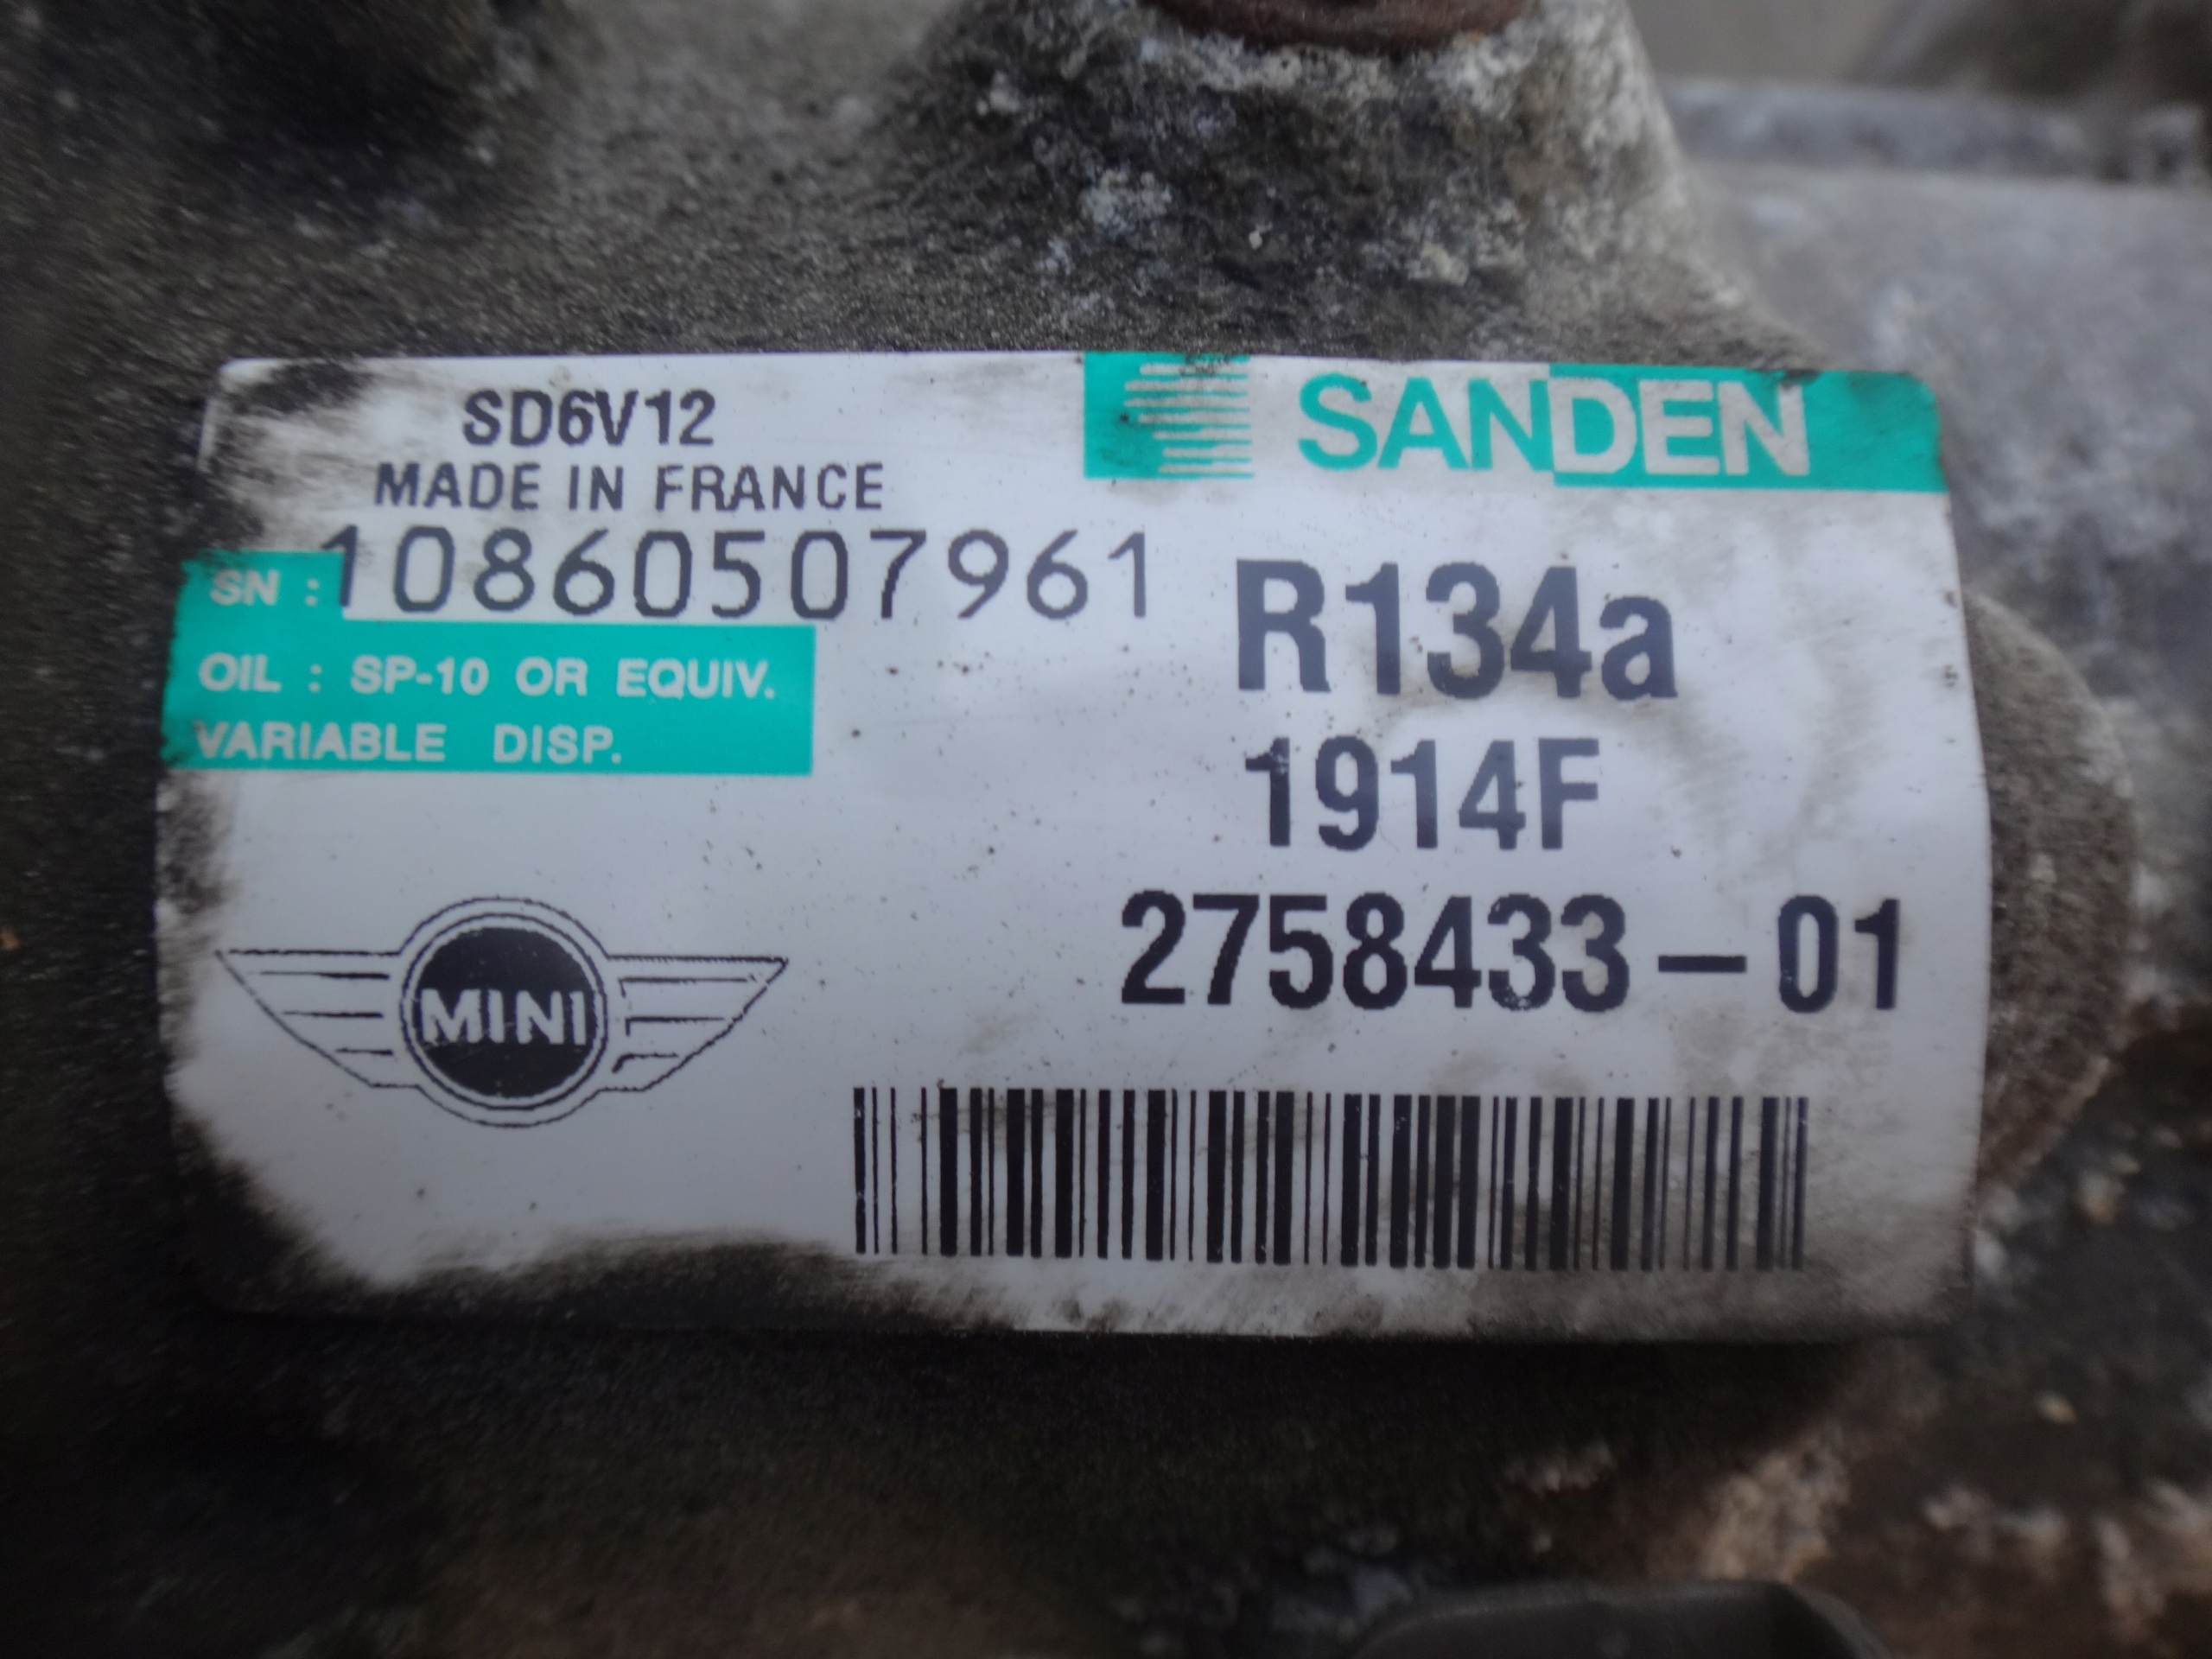 SD6V12
SANDEN
MADE IN FRANCE
SN : 10860507961
R134a
OIL : SP-10 OR EQUIV.
VARIABLE DISP.
1914F
2758433-01
MINI